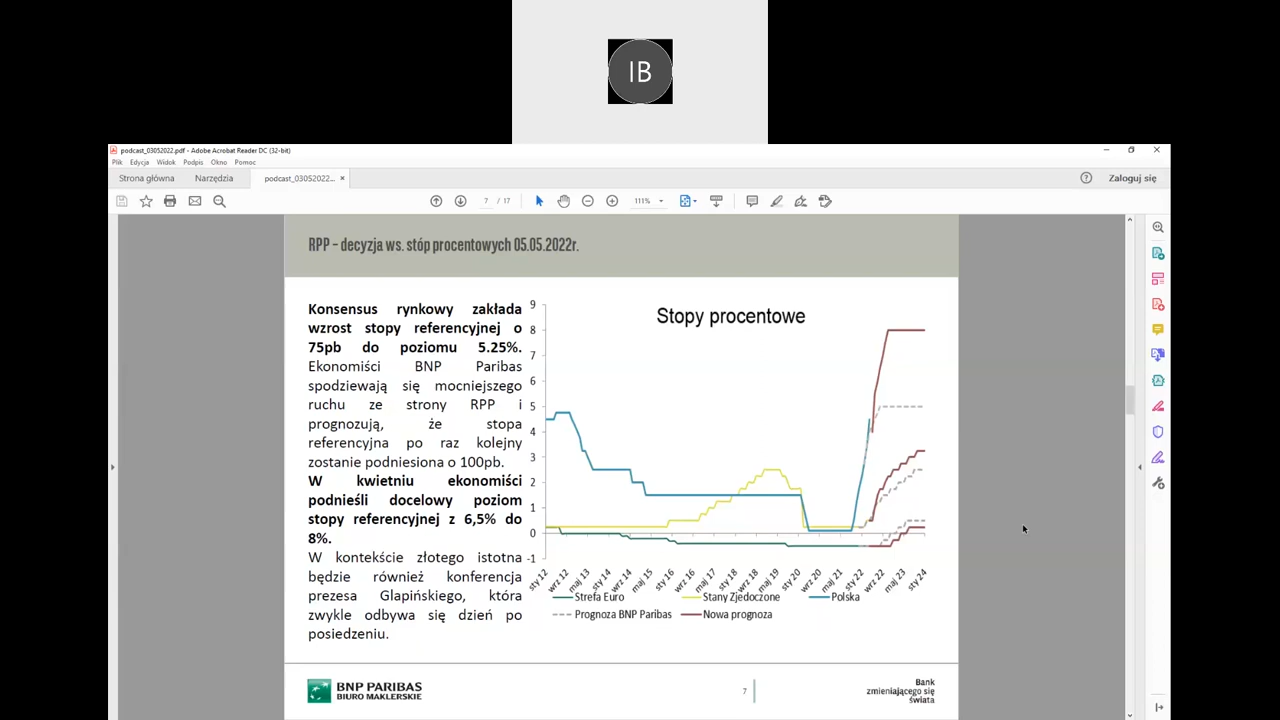 IB
podcast_03052022.pdf - Adobe Acrobat Reader DC (32-bit)
Plik Edycja Widok Podpis Okno Pomoc
Strona główna Narzędzia podcast_03052022... × Zaloguj się
7 / 17 111%
RPP – decyzja ws. stóp procentowych 05.05.2022r.
Konsensus rynkowy zakłada
wzrost stopy referencyjnej o
75pb do poziomu 5.25%.
Ekonomiści BNP Paribas
spodziewają się mocniejszego
ruchu ze strony RPP i
prognozują, że stopa
referencyjna po raz kolejny
zostanie podniesiona o 100pb.
W kwietniu ekonomiści
podnieśli docelowy poziom
stopy referencyjnej z 6,5% do
8%.
W kontekście złotego istotna
będzie również konferencja
prezesa Glapińskiego, która
zwykle odbywa się dzień po
posiedzeniu.
Stopy procentowe
9
8
7
6
5
4
3
2
1
0
-1
sty 12 wrz 12 maj 13 sty 14 wrz 14 maj 15 sty 16 wrz 16 maj 17 sty 18 wrz 18 maj 19 sty 20 wrz 20 maj 21 sty 22 wrz 22 maj 23 sty 24
Strefa Euro Stany Zjedoczone Polska
Prognoza BNP Paribas Nowa prognoza
BNP PARIBAS
BIURO MAKLERSKIE
7
Bank
zmieniającego się
świata